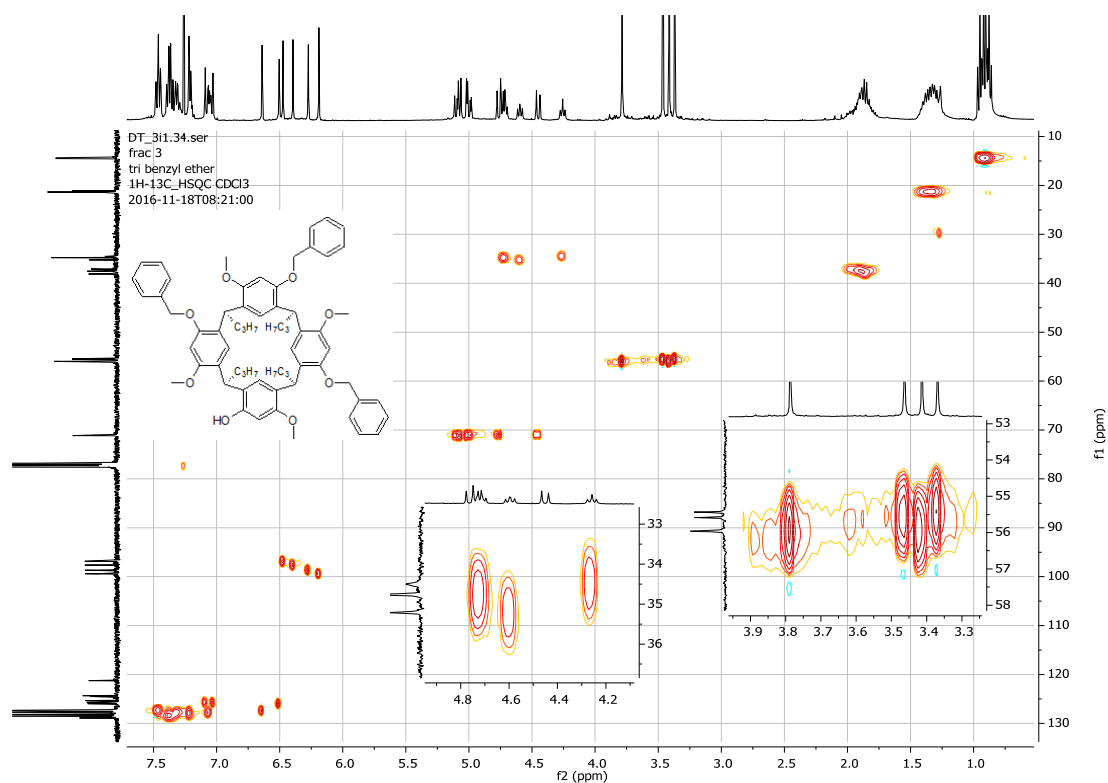 DT_3i1.34.ser
frac 3
tri benzyl ether
1H-13C_HSQC CDCl3
2016-11-18T08:21:00
O
O
O
O
C3H7 H7C3
O
O
C3H7 H7C3
O
HO
O
10
20
30
40
50
60
70
80
90
100
110
120
130
f1 (ppm)
53
54
55
56
57
58
3.9 3.8 3.7 3.6 3.5 3.4 3.3
33
34
35
36
4.8 4.6 4.4 4.2
7.5 7.0 6.5 6.0 5.5 5.0 4.5 4.0 3.5 3.0 2.5 2.0 1.5 1.0
f2 (ppm)